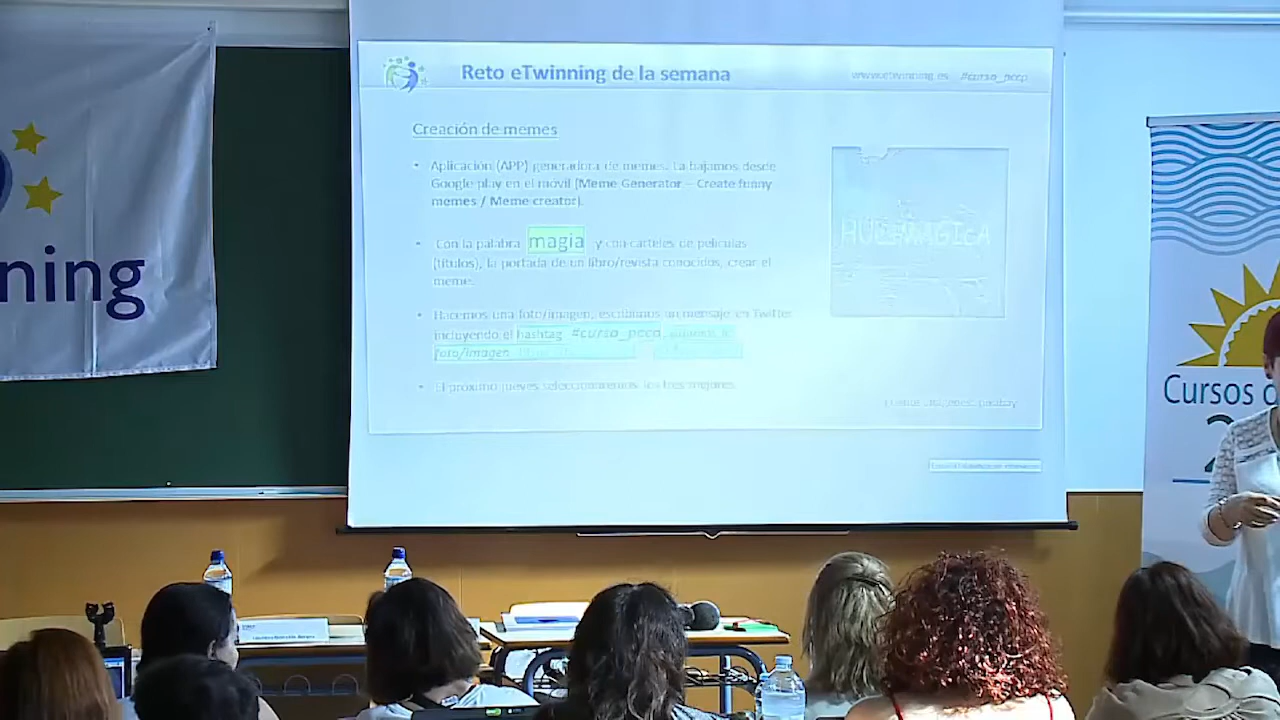 Reto eTwinning de la semana
www.etwinning.es #curso_pccp
Creación de memes
• Aplicación (APP) generadora de memes. La bajamos desde
Google play en el móvil (Meme Generator – Create funny
memes / Meme creator).
• Con la palabra magia y con carteles de películas
(títulos), la portada de un libro/revista conocidos, crear el
meme.
• Hacemos una foto/imagen, escribimos un mensaje en Twitter
incluyendo el hashtag #curso_pccp
foto/imagen
• El próximo jueves seleccionaremos los tres mejores.
ning
Cursos